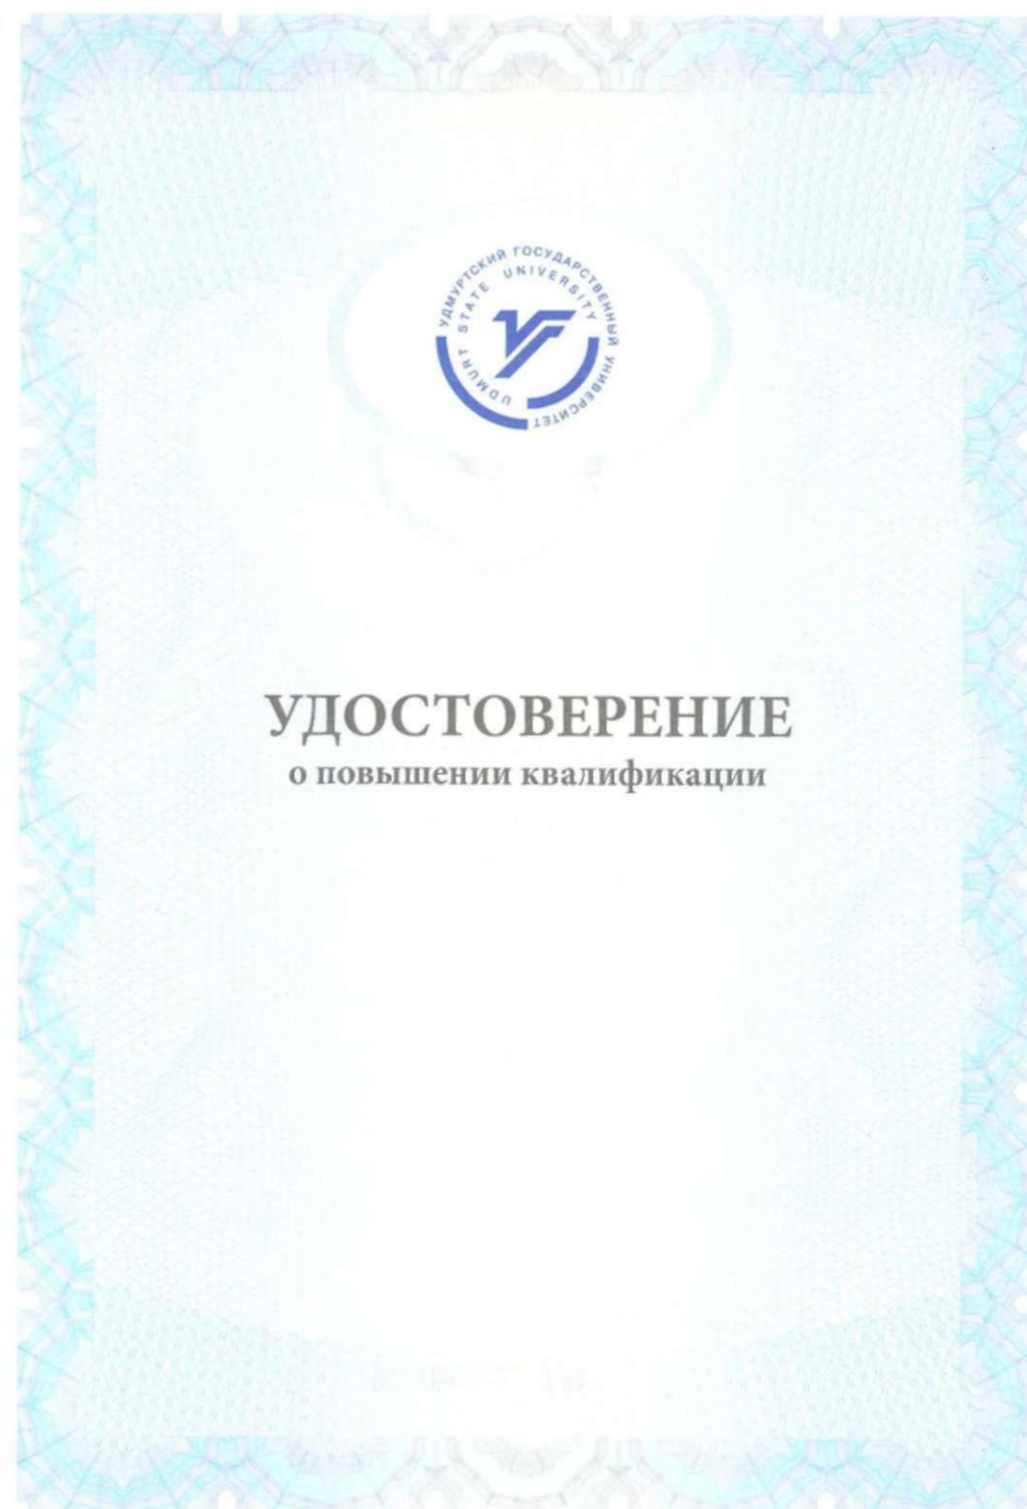 УДМУРТСКИЙ ГОСУДАРСТВЕННЫЙ УНИВЕРСИТЕТ
UDMURT STATE UNIVERSITY
УДОСТОВЕРЕНИЕ
о повышении квалификации